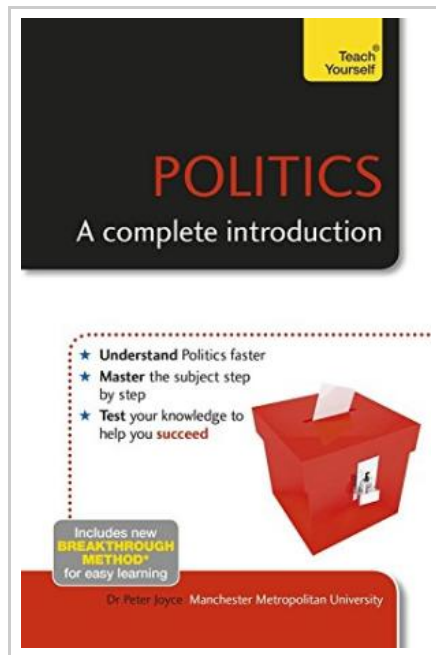 Teach®
Yourself
POLITICS
A complete introduction
★ Understand Politics faster
★ Master the subject step
by step
★ Test your knowledge to
help you succeed
Includes new
BREAKTHROUGH
METHOD*
for easy learning
Dr Peter Joyce Manchester Metropolitan University